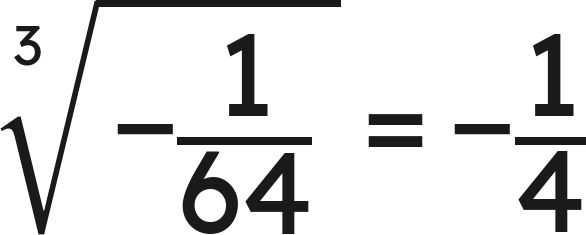 ∛(-1/64) = -1/4